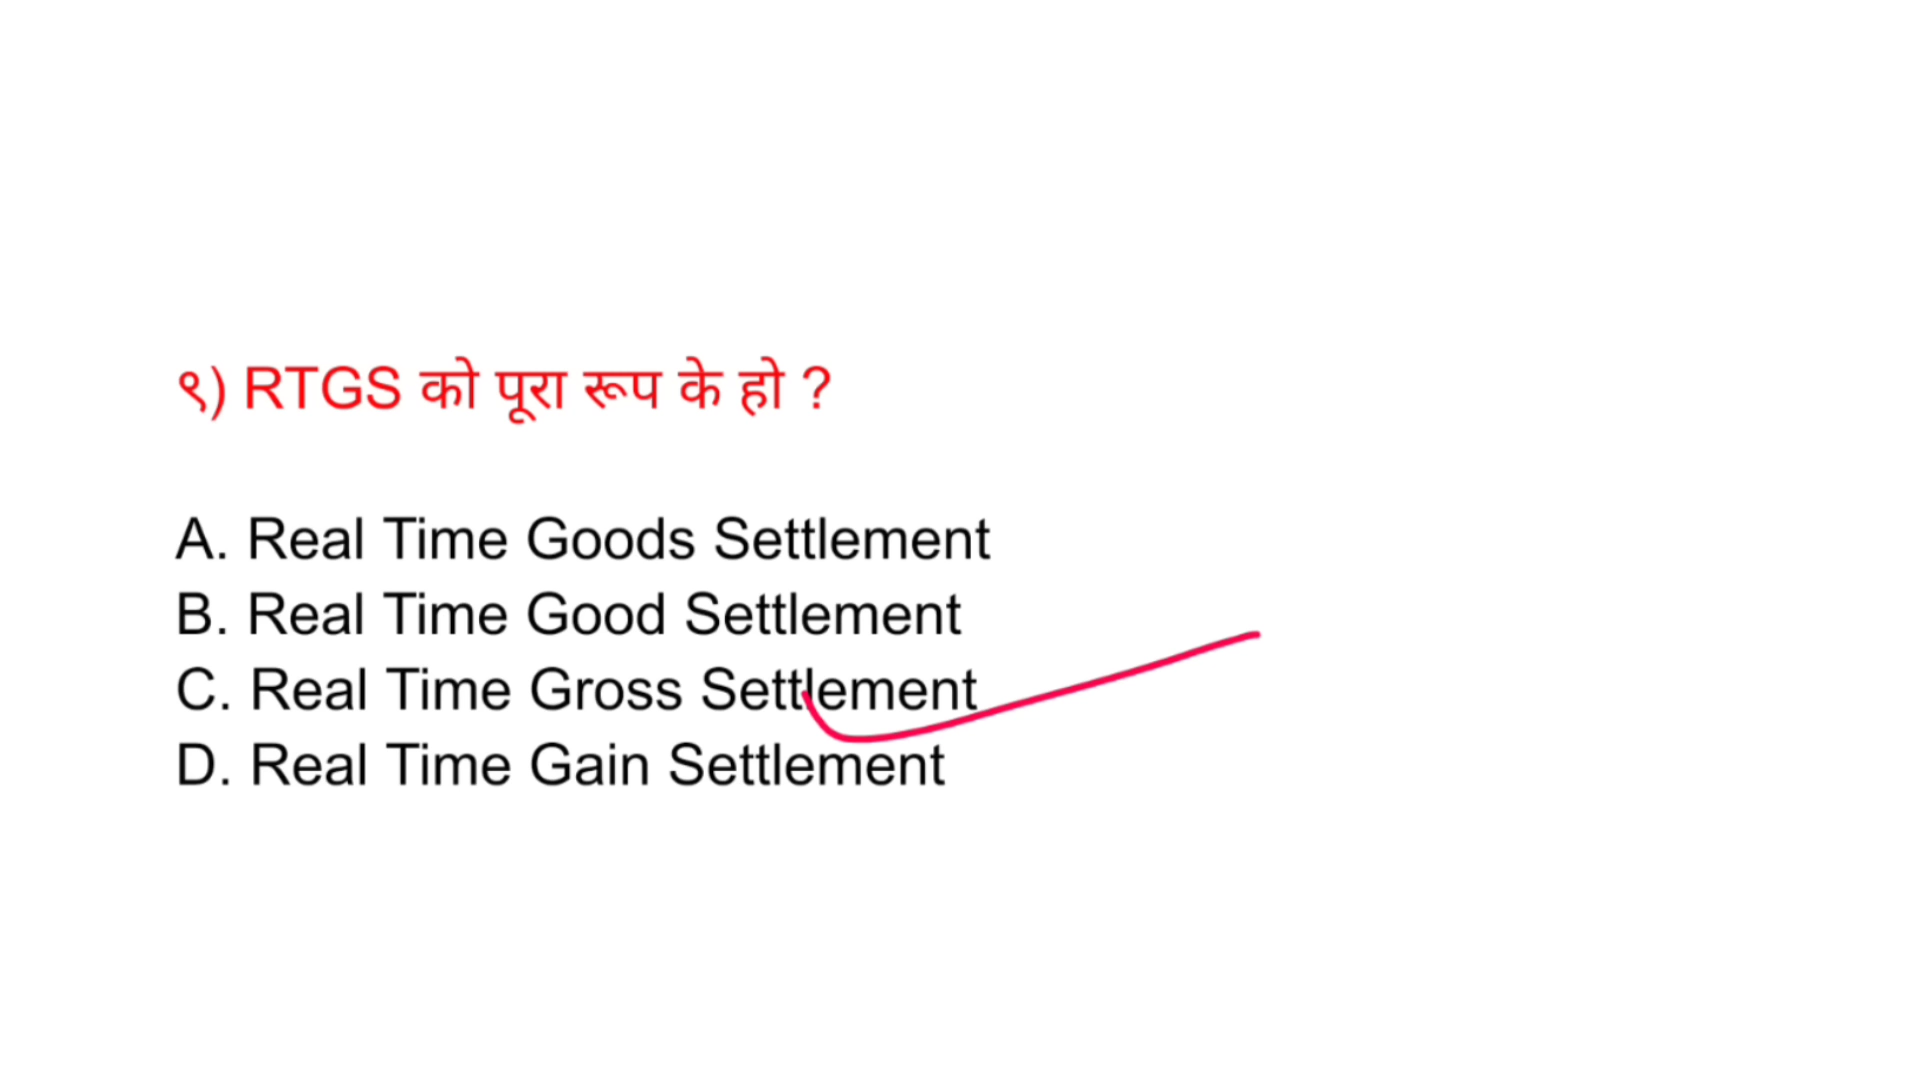 ९) RTGS को पूरा रूप के हो ?
A. Real Time Goods Settlement
B. Real Time Good Settlement
C. Real Time Gross Settlement
D. Real Time Gain Settlement